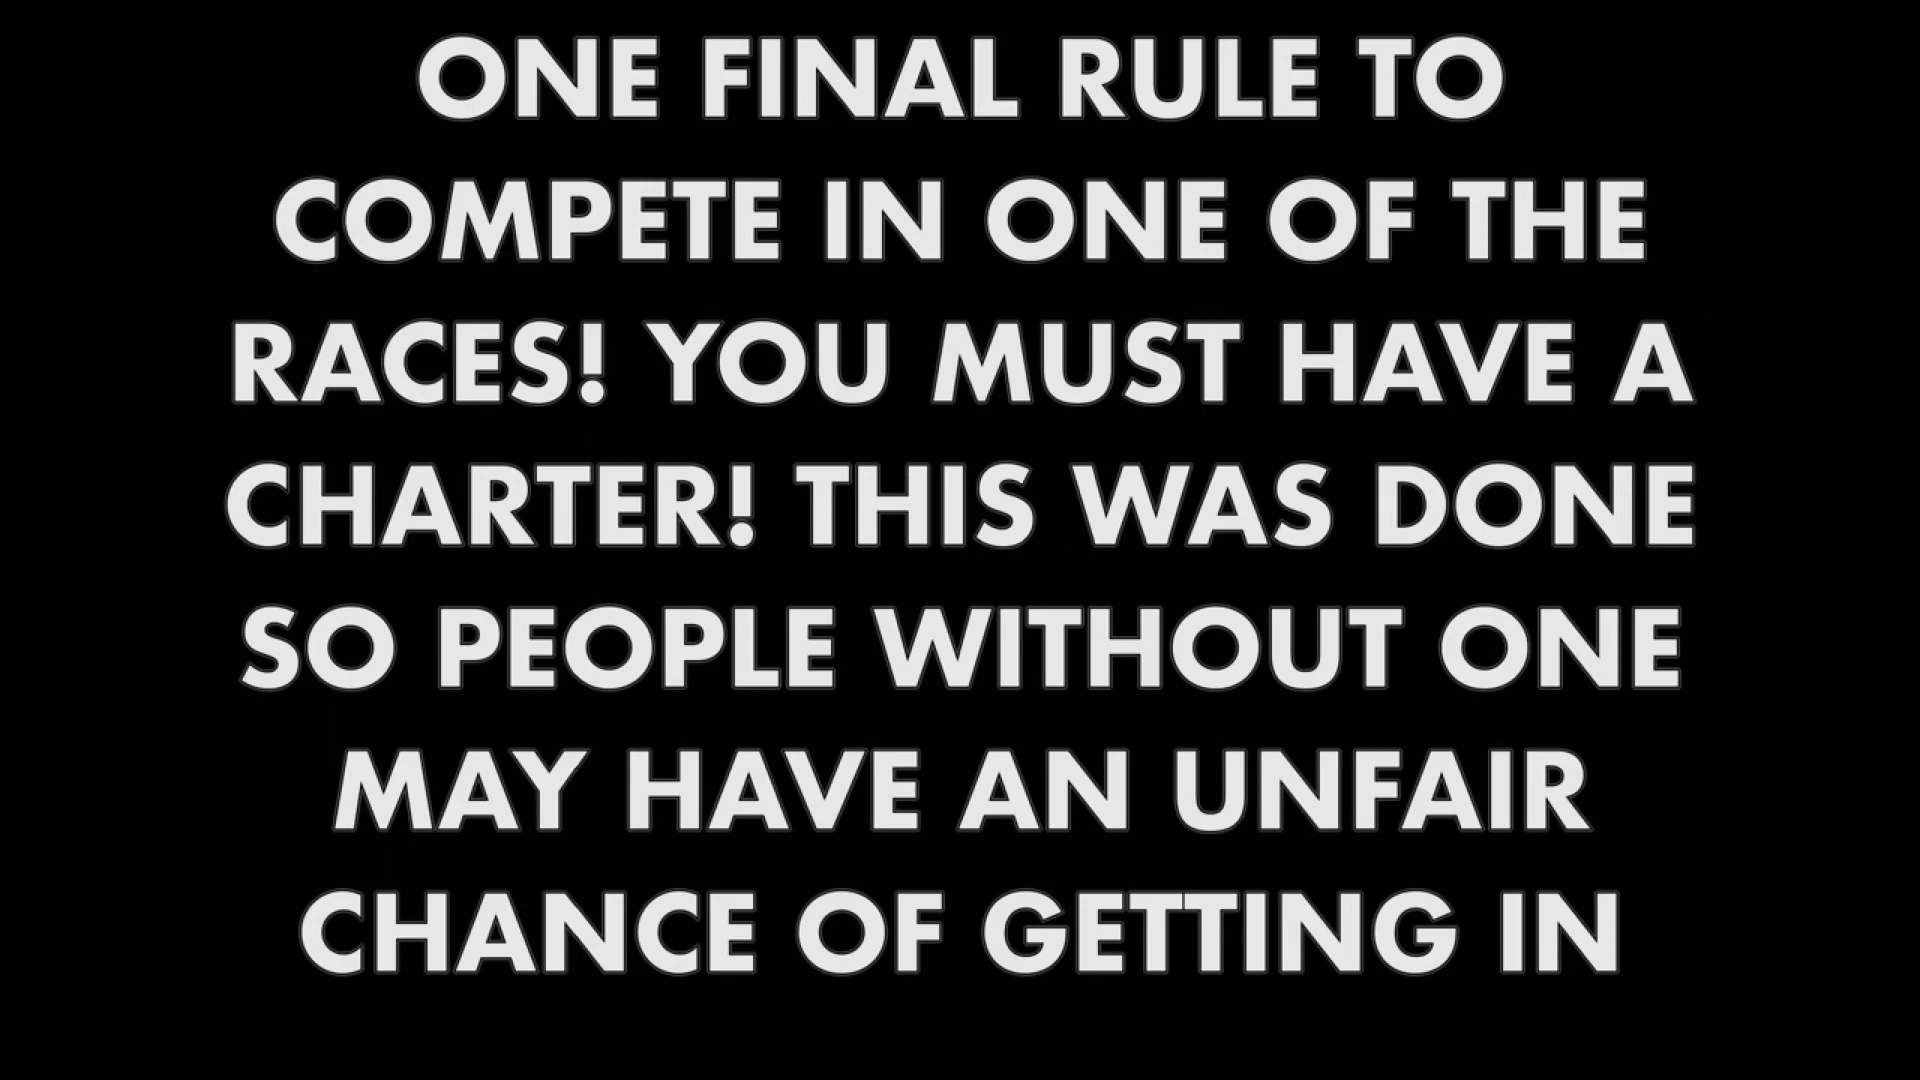 ONE FINAL RULE TO
COMPETE IN ONE OF THE
RACES! YOU MUST HAVE A
CHARTER! THIS WAS DONE
SO PEOPLE WITHOUT ONE
MAY HAVE AN UNFAIR
CHANCE OF GETTING IN